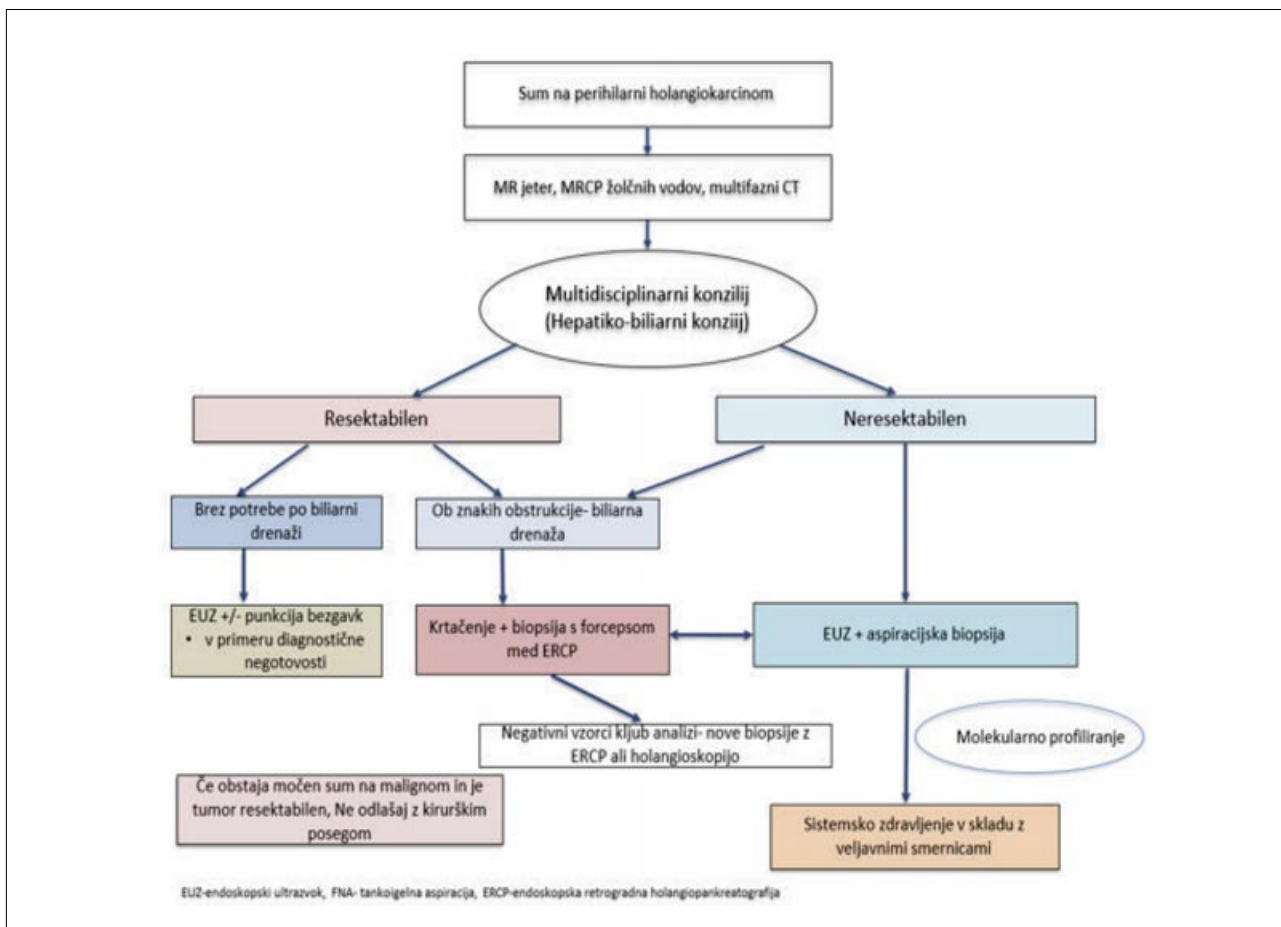 Sum na perihilarni holangiokarcinom
MR jeter, MRCP žolčnih vodov, multifazni CT
Multidisciplinarni konzilij
(Hepatiko-biliarni konziij)
Resektabilen
Neresektabilen
Brez potrebe po biliarni
drenaži
Ob znakih obstrukcije- biliarna
drenaža
EUZ +/- punkcija bezgavk
• v primeru diagnostične
negotovosti
Krtačenje + biopsija s forcepsom
med ERCP
EUZ + aspiracijska biopsija
Negativni vzorci kljub analizi- nove biopsije z
ERCP ali holangioskopijo
Molekularno profiliranje
Če obstaja močen sum na malignom in je
tumor resektabilen, Ne odlašaj z kirurškim
posegom
Sistemsko zdravljenje v skladu z
veljavnimi smernicami
EUZ-endoskopski ultrazvok, FNA- tankoigelna aspiracija, ERCP-endoskopska retrogradna holangiopankreatografija